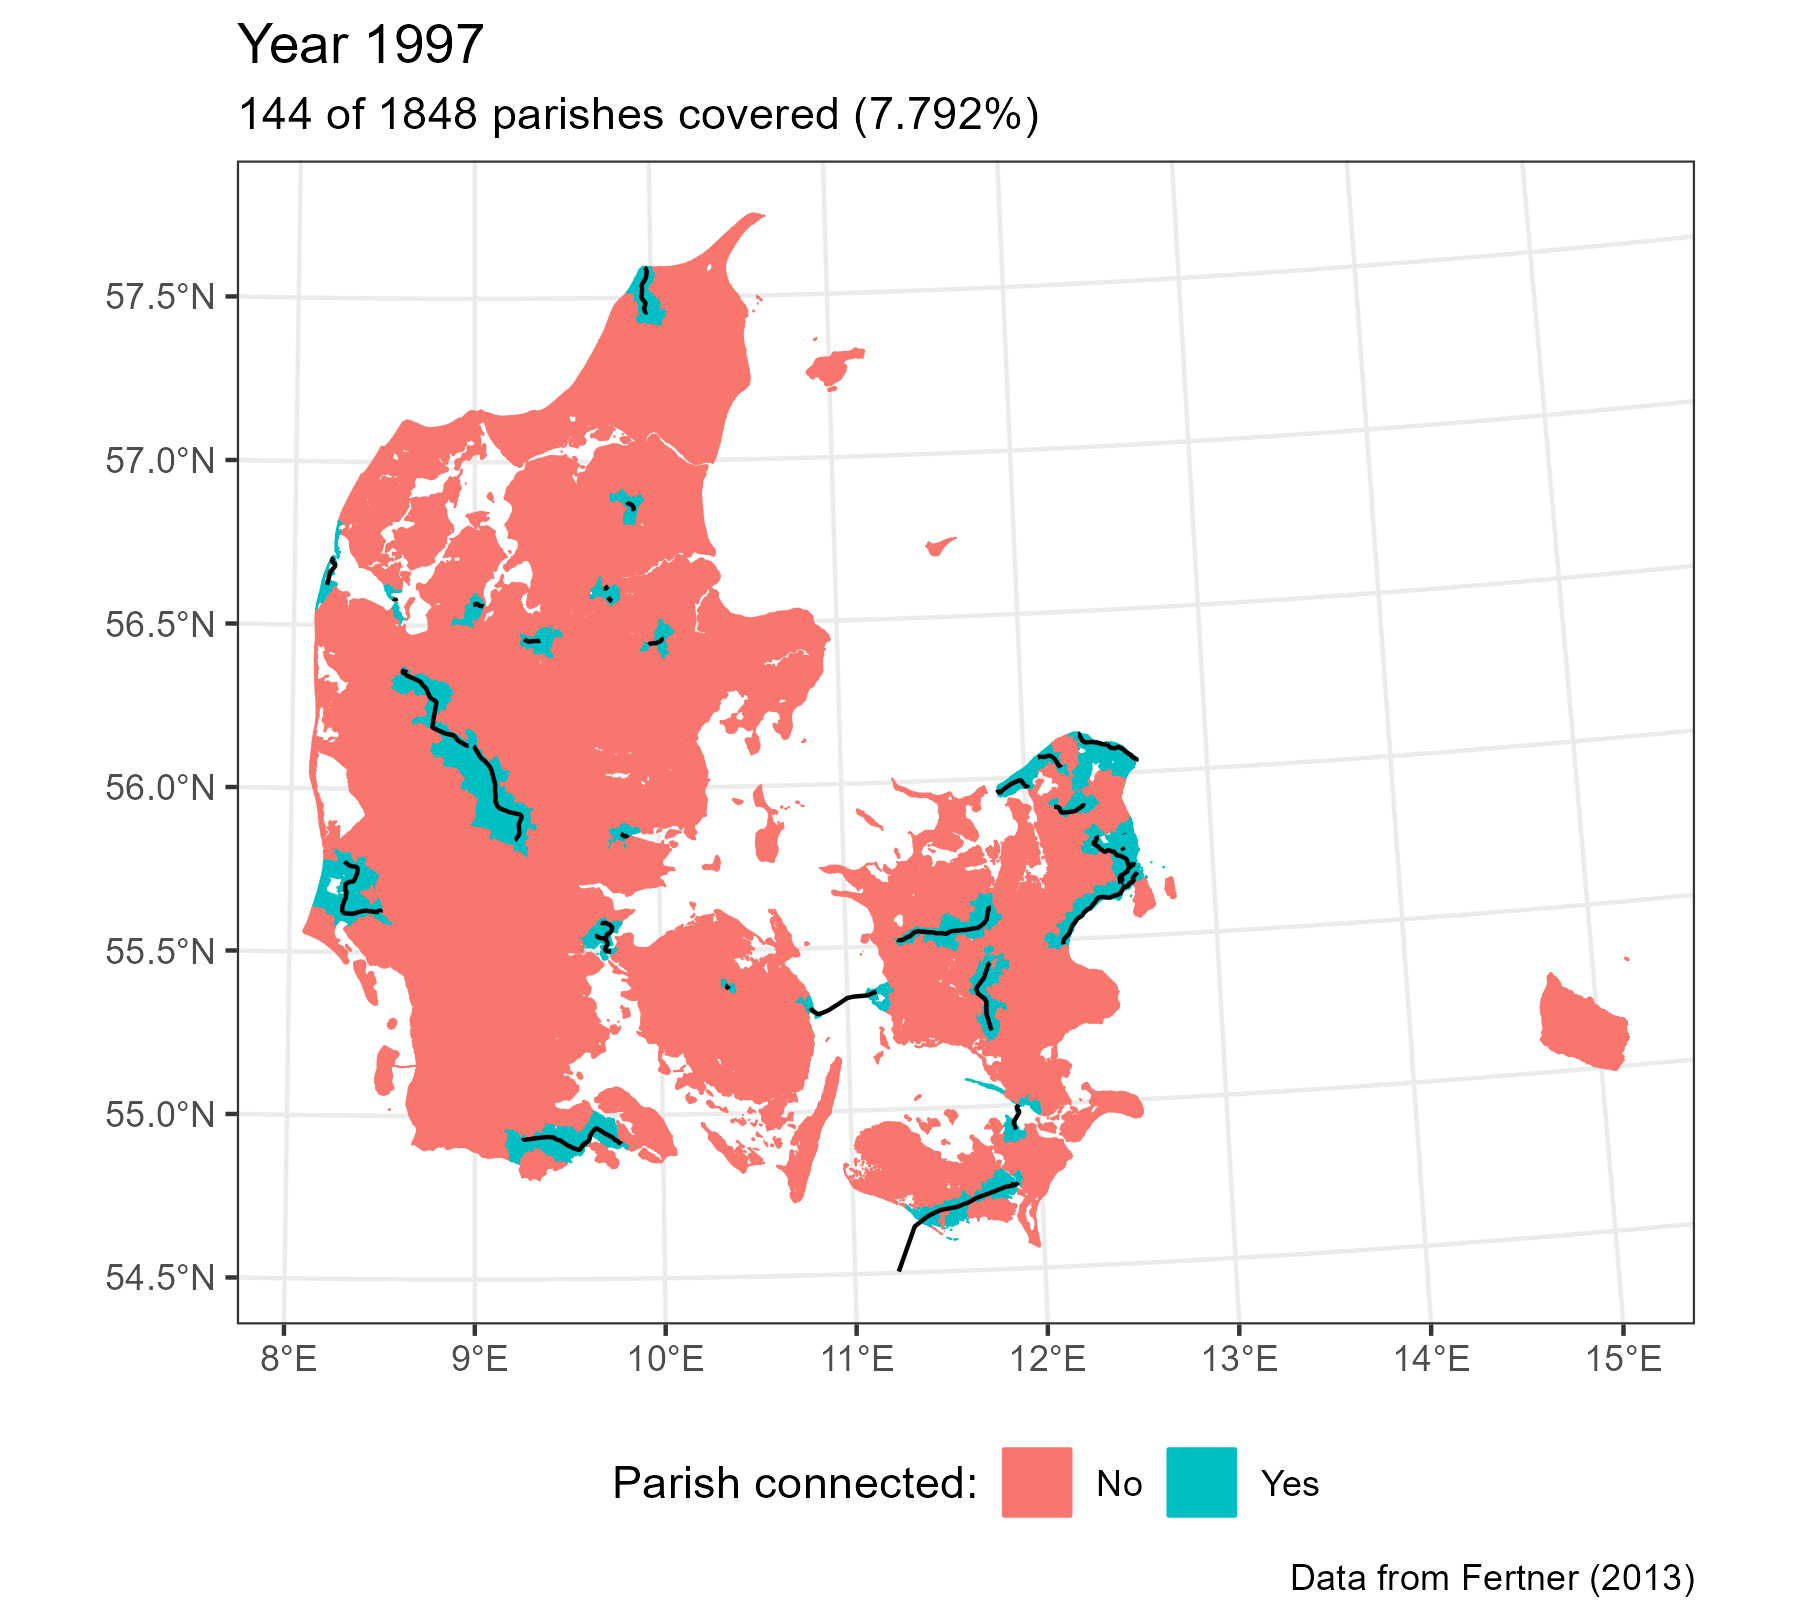 Year 1997
144 of 1848 parishes covered (7.792%)
57.5°N
57.0°N
56.5°N
56.0°N
55.5°N
55.0°N
54.5°N
8°E 9°E 10°E 11°E 12°E 13°E 14°E 15°E
Parish connected: No Yes
Data from Fertner (2013)